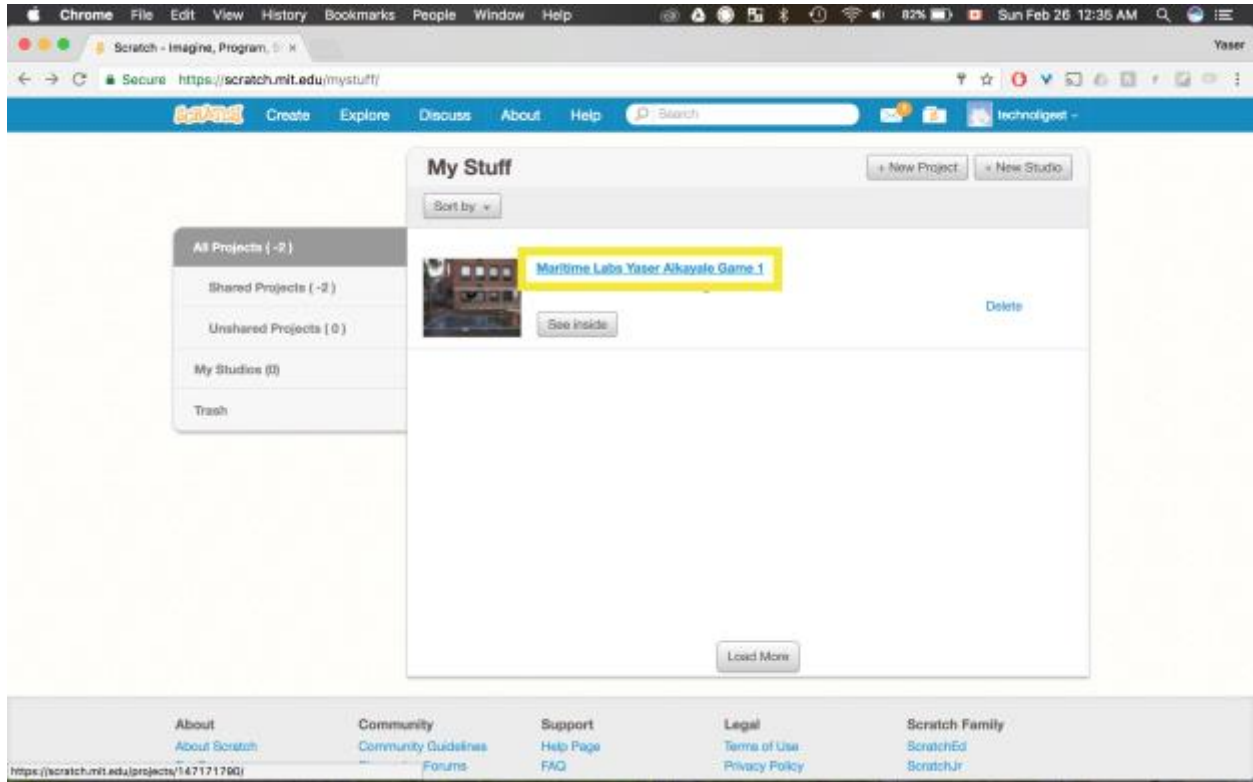 Chrome File Edit View History Bookmarks People Window Help 82% Sun Feb 26 12:35 AM
Scratch - Imagine, Program, Yaser
Secure https://scratch.mit.edu/mystuff/
SCRATCH Create Explore Discuss About Help Search technoligest
My Stuff + New Project + New Studio
Sort by
All Projects ( -2 )
Maritime Labs Yaser Alkayale Game 1
Shared Projects ( -2 )
Delete
Unshared Projects ( 0 ) See inside
My Studios (0)
Trash
Load More
About Community Support Legal Scratch Family
About Scratch Community Guidelines Help Page Terms of Use ScratchEd
https://scratch.mit.edu/projects/147171790/ Forums FAQ Privacy Policy ScratchJr